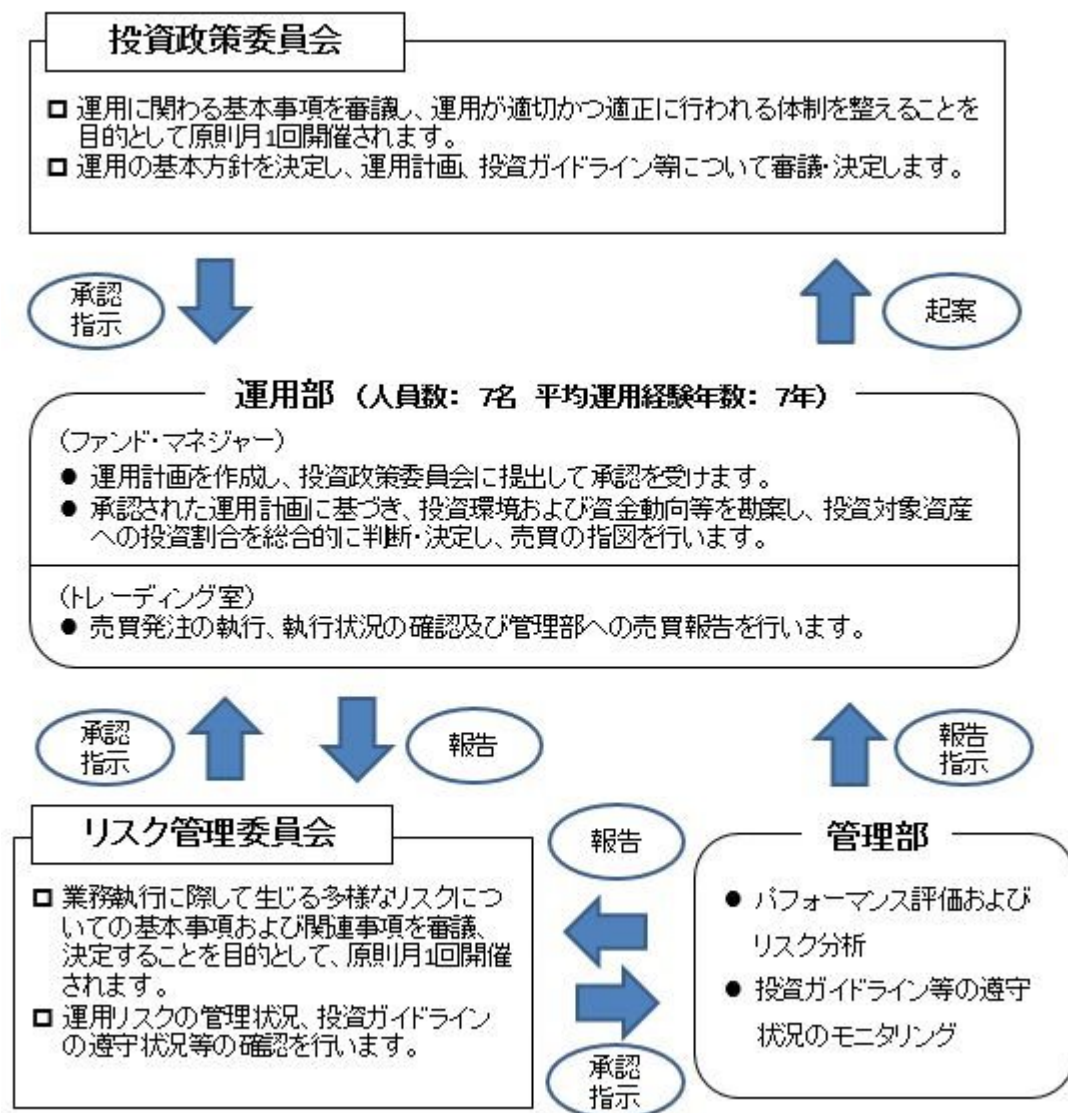 投資政策委員会
運用に関わる基本事項を審議し、運用が適切かつ適正に行われる体制を整えることを
目的として原則月1回開催されます。
運用の基本方針を決定し、運用計画、投資ガイドライン等について審議・決定します。
承認
指示
起案
運用部 （人員数： 7名 平均運用経験年数： 7年）
（ファンド・マネジャー）
● 運用計画を作成し、投資政策委員会に提出して承認を受けます。
● 承認された運用計画に基づき、投資環境および資金動向等を勘案し、投資対象資産
への投資割合を総合的に判断・決定し、売買の指図を行います。
（トレーディング室）
● 売買発注の執行、執行状況の確認及び管理部への売買報告を行います。
承認
指示
報告
報告
指示
リスク管理委員会
業務執行に際して生じる多様なリスクにつ
いての基本事項および関連事項を審議、
決定することを目的として、原則月1回開催
されます。
運用リスクの管理状況、投資ガイドライン
の遵守状況等の確認を行います。
報告
承認
指示
管理部
● パフォーマンス評価および
リスク分析
● 投資ガイドライン等の遵守
状況のモニタリング